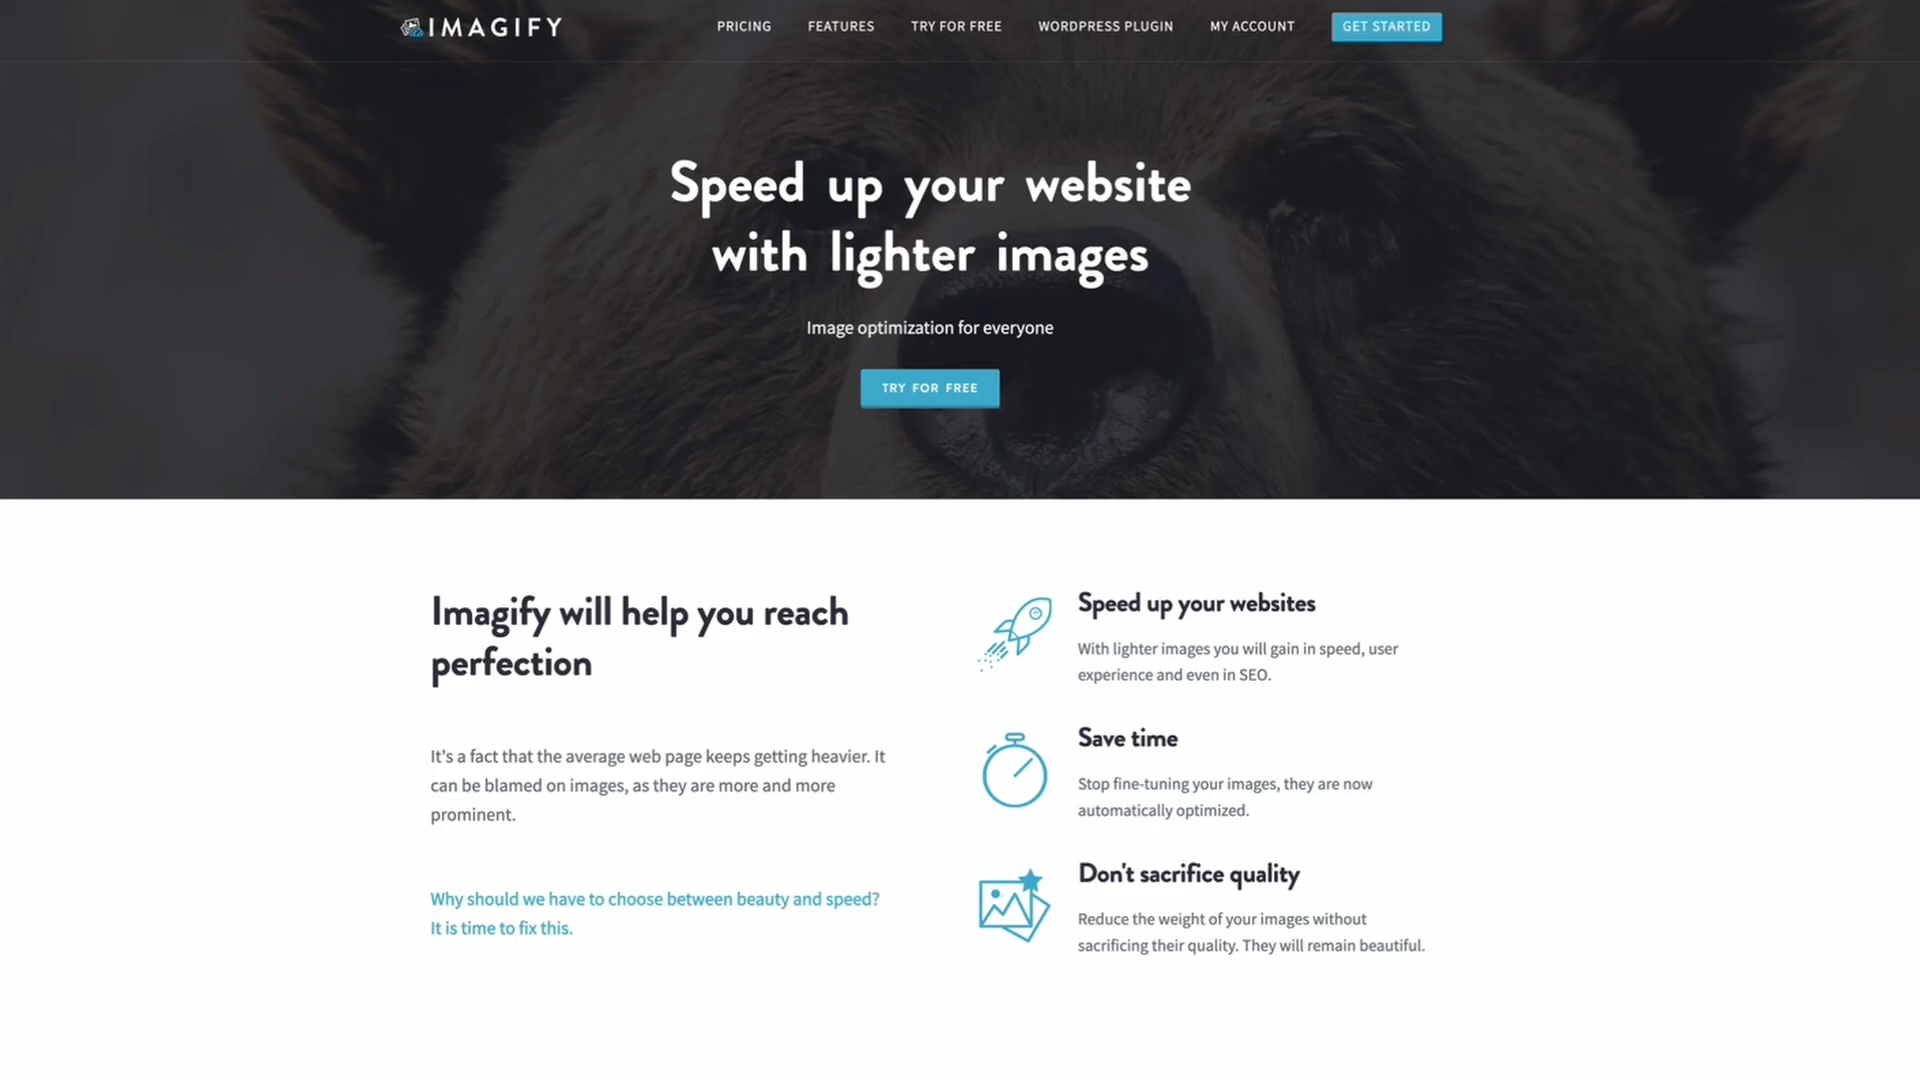 IMAGIFY
PRICING
FEATURES
TRY FOR FREE
WORDPRESS PLUGIN
MY ACCOUNT
GET STARTED
Speed up your website
with lighter images
Image optimization for everyone
TRY FOR FREE
Imagify will help you reach
perfection
It's a fact that the average web page keeps getting heavier. It
can be blamed on images, as they are more and more
prominent.
Why should we have to choose between beauty and speed?
It is time to fix this.
Speed up your websites
With lighter images you will gain in speed, user
experience and even in SEO.
Save time
Stop fine-tuning your images, they are now
automatically optimized.
Don't sacrifice quality
Reduce the weight of your images without
sacrificing their quality. They will remain beautiful.